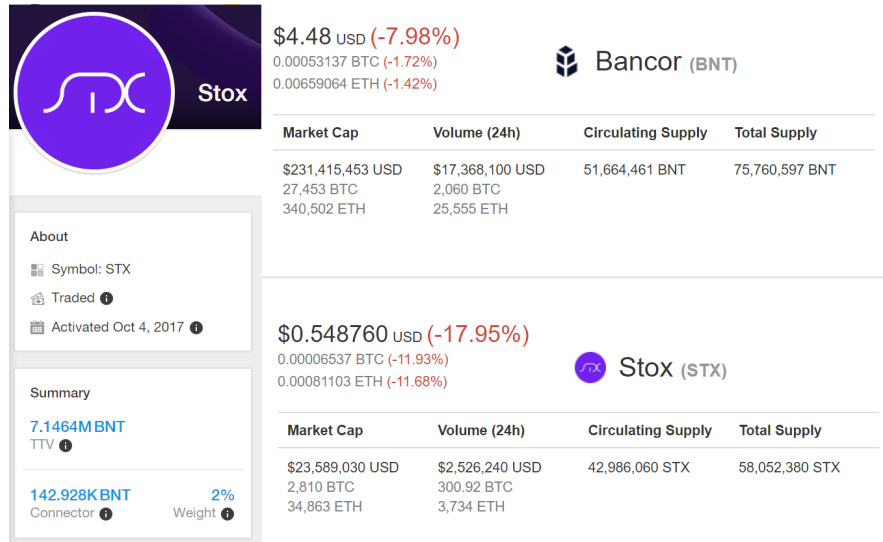 STX
Stox
About
Symbol: STX
Traded
Activated Oct 4, 2017
Summary
7.1464M BNT
TTV
142.928K BNT 2%
Connector Weight
$4.48 USD (-7.98%)
0.00053137 BTC (-1.72%)
0.00659064 ETH (-1.42%)
Bancor (BNT)
Market Cap Volume (24h) Circulating Supply Total Supply
$231,415,453 USD $17,368,100 USD 51,664,461 BNT 75,760,597 BNT
27,453 BTC 2,060 BTC
340,502 ETH 25,555 ETH
$0.548760 USD (-17.95%)
0.00006537 BTC (-11.93%)
0.00081103 ETH (-11.68%)
STX
Stox (STX)
Market Cap Volume (24h) Circulating Supply Total Supply
$23,589,030 USD $2,526,240 USD 42,986,060 STX 58,052,380 STX
2,810 BTC 300.92 BTC
34,863 ETH 3,734 ETH